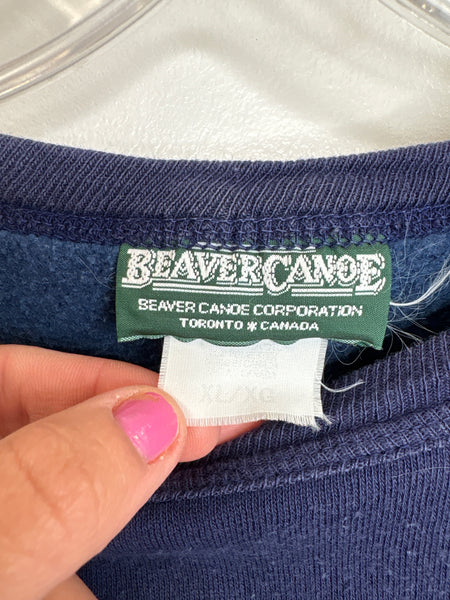 BEAVER CANOE
BEAVER CANOE CORPORATION
TORONTO * CANADA
XL/XG